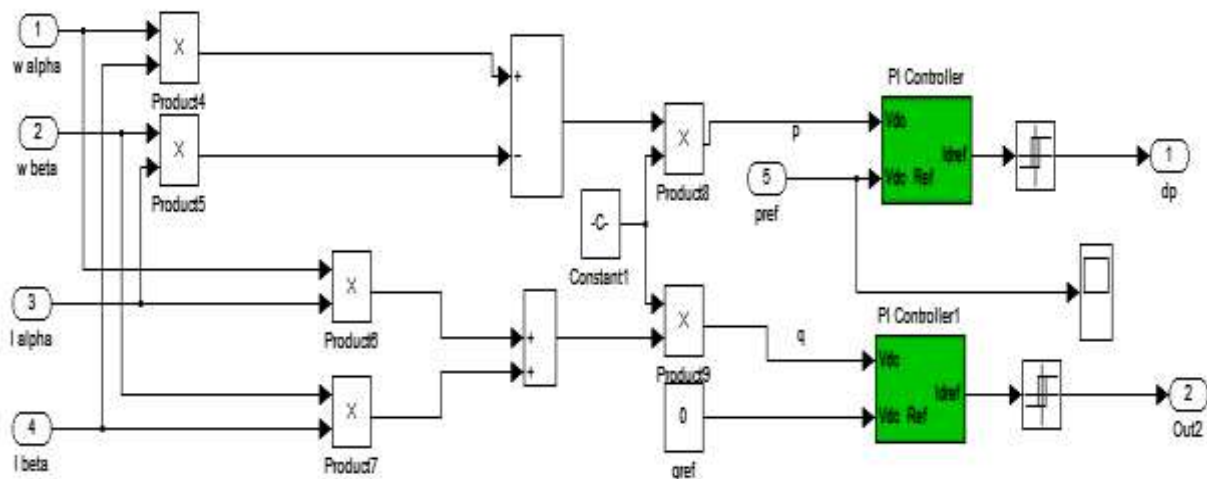 1
w alpha
X
Product4
2
w beta
X
Product5
+
−
X
Product8
-C-
Constant1
p
5
pref
PI Controller
Vdc
Vdc Ref
Idref
1
dp
3
I alpha
X
Product6
4
I beta
X
Product7
+
+
X
Product9
0
qref
q
PI Controller1
Vdc
Vdc Ref
Idref
2
Out2